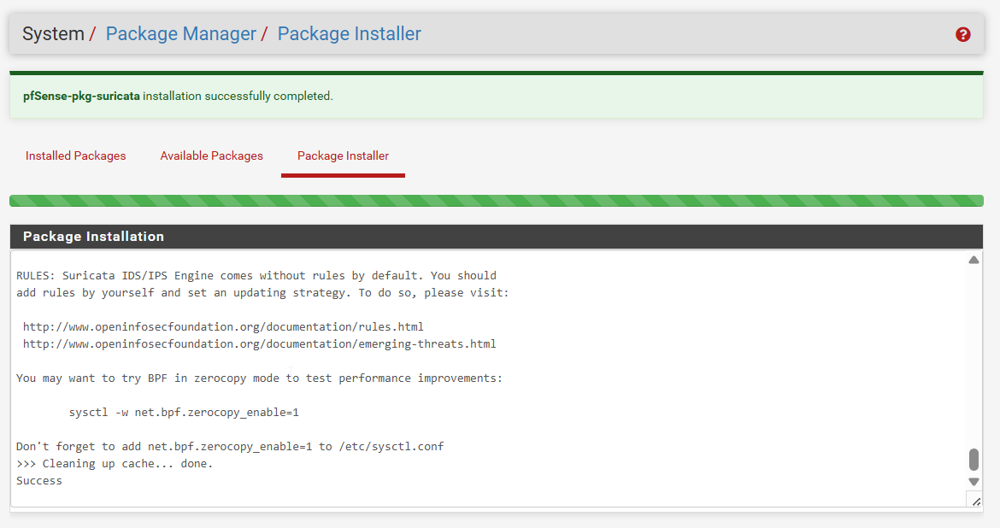 System / Package Manager / Package Installer
pfSense-pkg-suricata installation successfully completed.
Installed Packages Available Packages Package Installer
Package Installation
RULES: Suricata IDS/IPS Engine comes without rules by default. You should
add rules by yourself and set an updating strategy. To do so, please visit:
http://www.openinfosecfoundation.org/documentation/rules.html
http://www.openinfosecfoundation.org/documentation/emerging-threats.html
You may want to try BPF in zerocopy mode to test performance improvements:
sysctl -w net.bpf.zerocopy_enable=1
Don't forget to add net.bpf.zerocopy_enable=1 to /etc/sysctl.conf
>>> Cleaning up cache... done.
Success